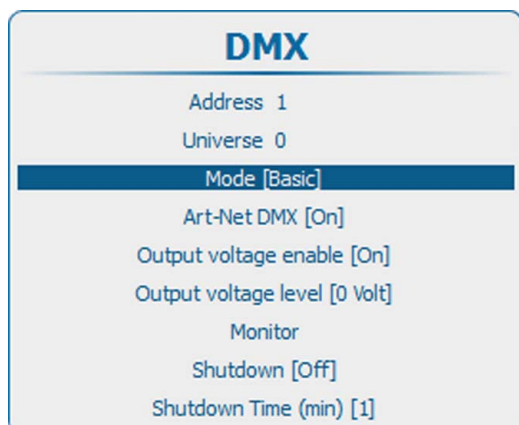 DMX
Address 1
Universe 0
Mode [Basic]
Art-Net DMX [On]
Output voltage enable [On]
Output voltage level [0 Volt]
Monitor
Shutdown [Off]
Shutdown Time (min) [1]